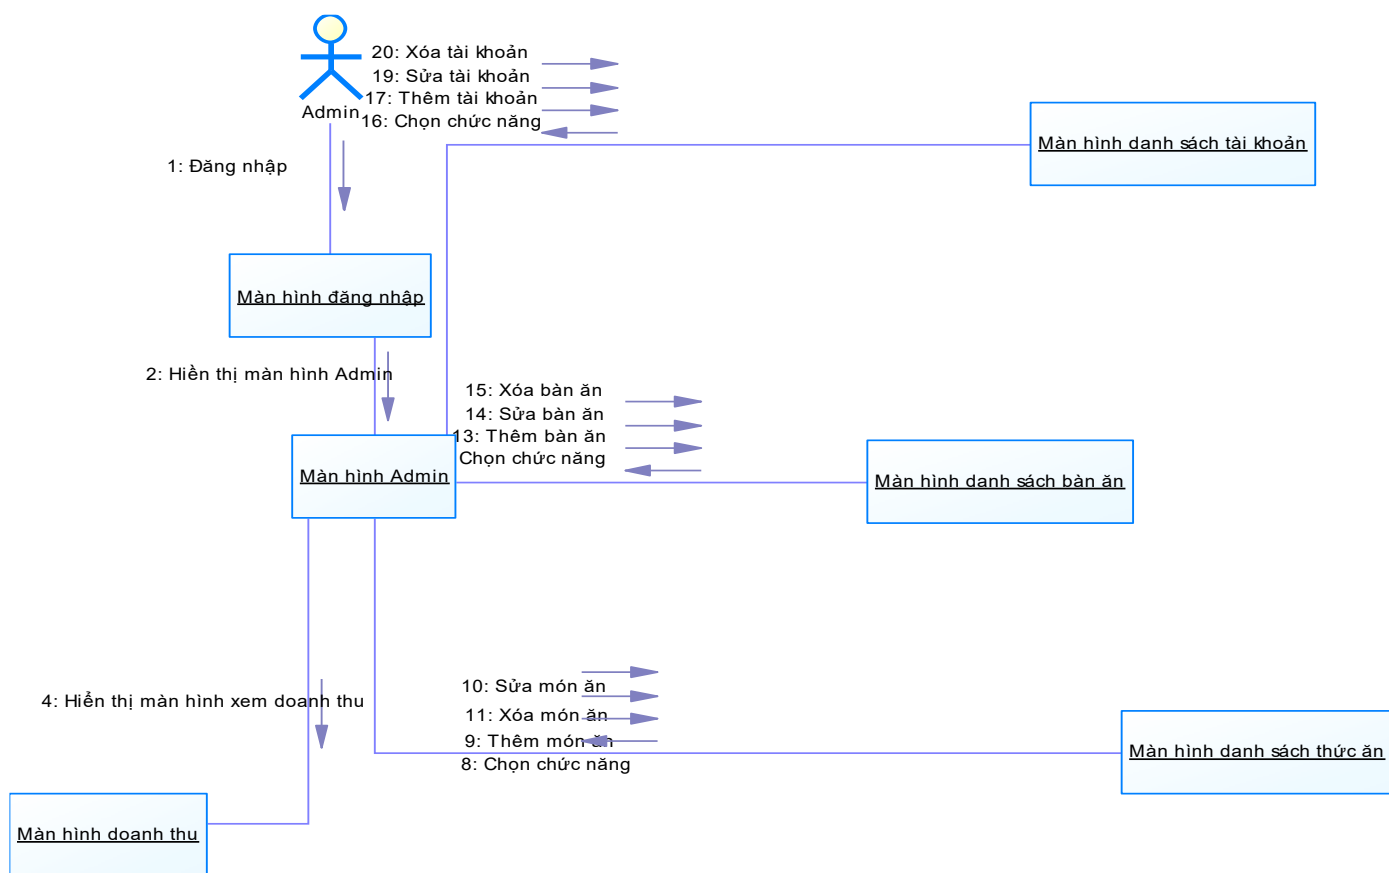 20: Xóa tài khoản
19: Sửa tài khoản
17: Thêm tài khoản
Admin
16: Chọn chức năng
Màn hình danh sách tài khoản
1: Đăng nhập
Màn hình đăng nhập
2: Hiền thị màn hình Admin
15: Xóa bàn ăn
14: Sửa bàn ăn
13: Thêm bàn ăn
Chọn chức năng
Màn hình Admin
Màn hình danh sách bàn ăn
4: Hiển thị màn hình xem doanh thu
10: Sửa món ăn
11: Xóa món ăn
9: Thêm món ăn
8: Chọn chức năng
Màn hình danh sách thức ăn
Màn hình doanh thu